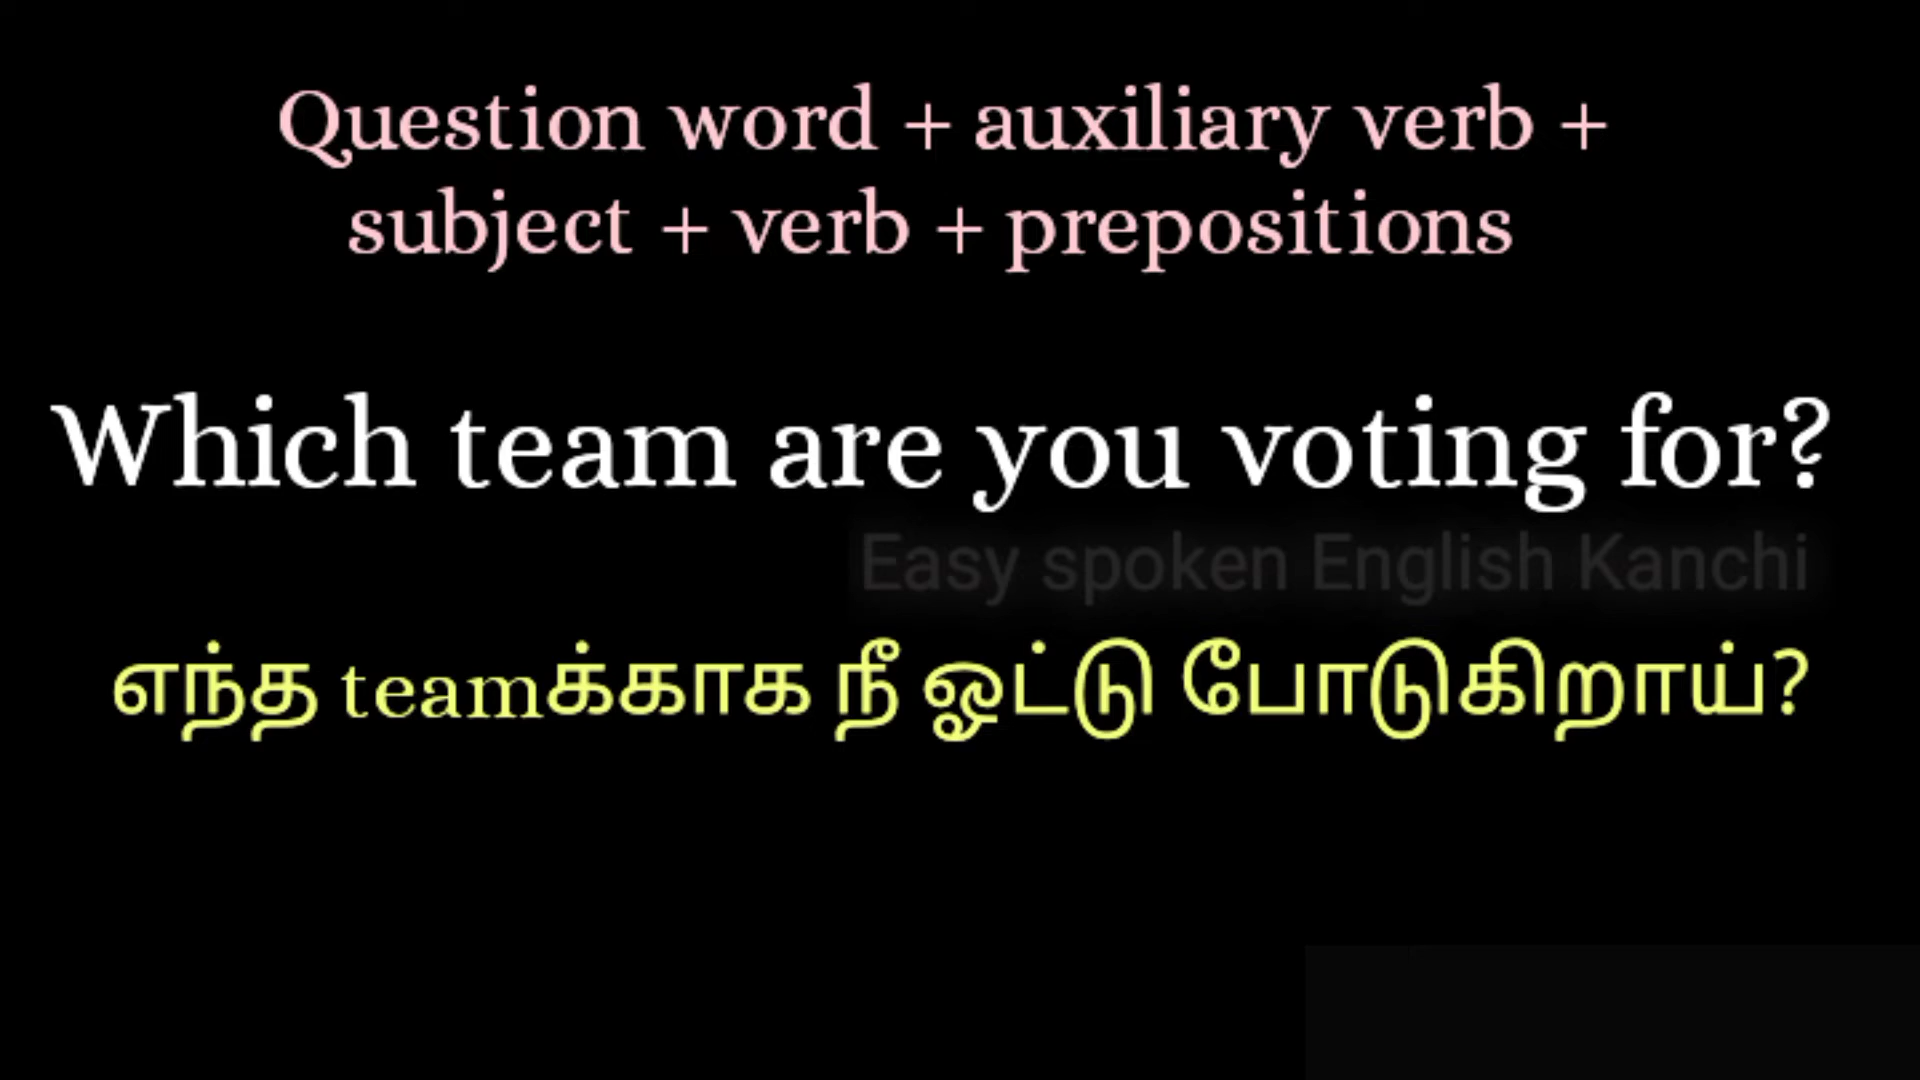 Question word + auxiliary verb +
subject + verb + prepositions
Which team are you voting for?
Easy spoken English Kanchi
எந்த teamக்காக நீ ஓட்டு போடுகிறாய்?